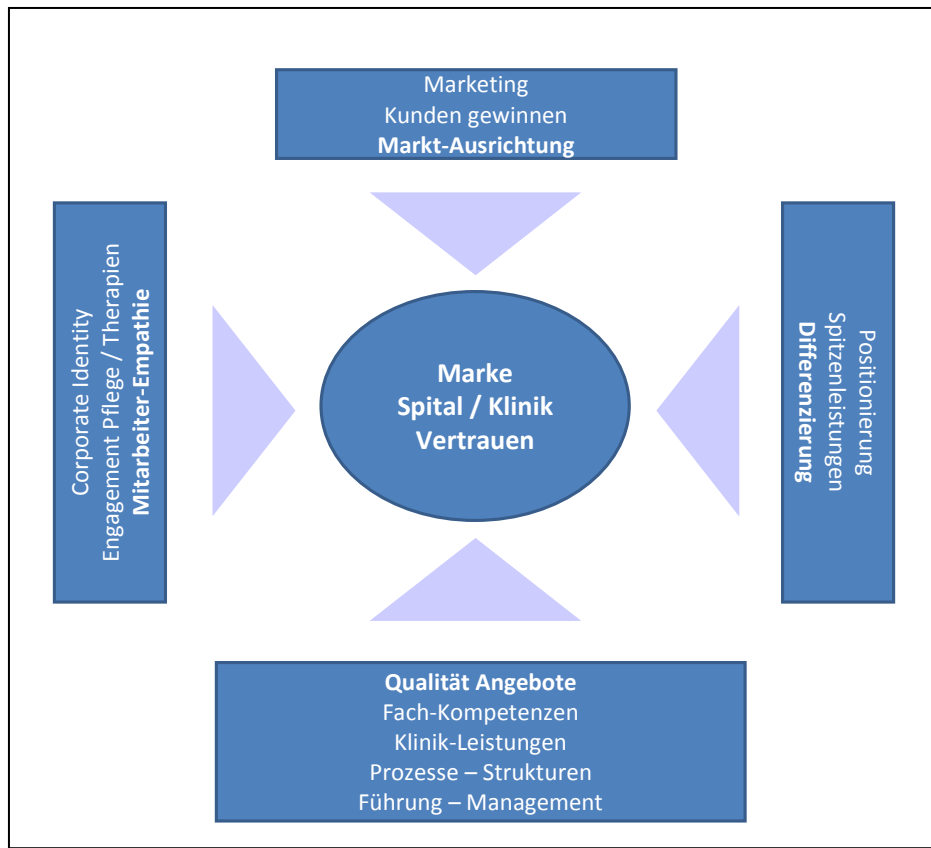 Marketing
Kunden gewinnen
Markt-Ausrichtung
Corporate Identity
Engagement Pflege / Therapien
Mitarbeiter-Empathie
Marke
Spital / Klinik
Vertrauen
Positionierung
Spitzenleistungen
Differenzierung
Qualität Angebote
Fach-Kompetenzen
Klinik-Leistungen
Prozesse – Strukturen
Führung – Management